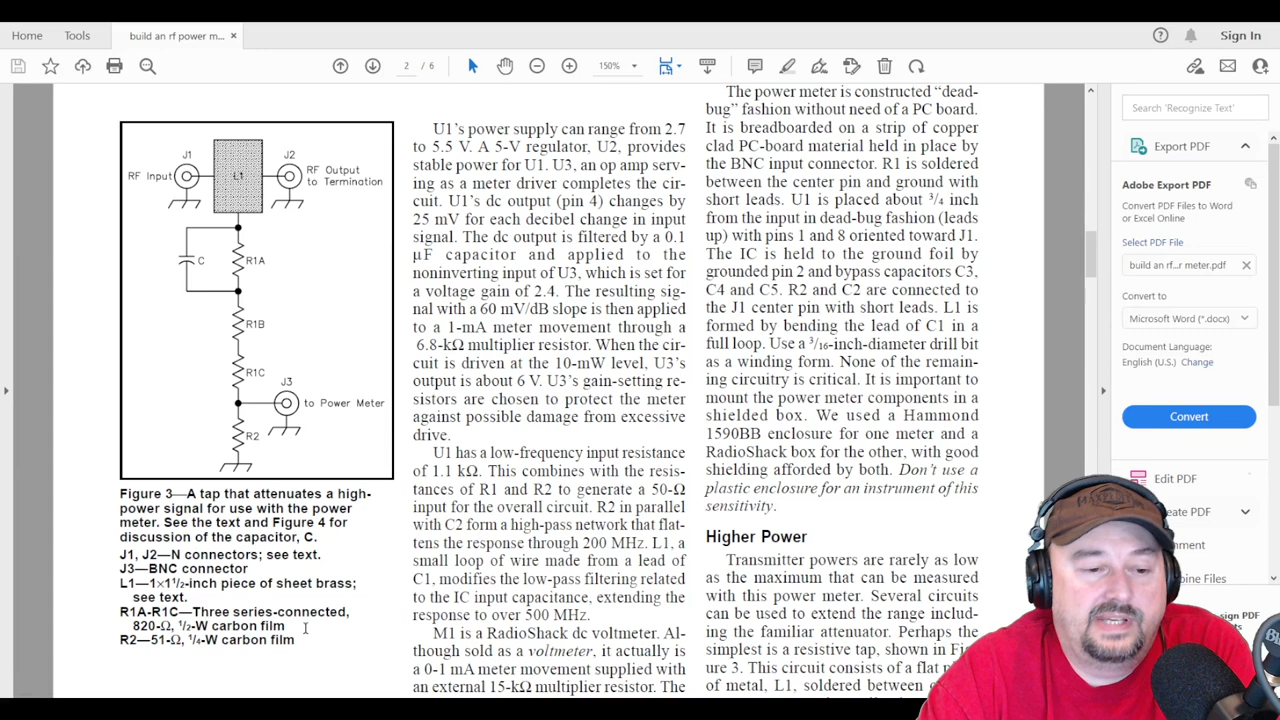 Home
Tools
build an rf power m... ×
Sign In
2 / 6
150%
J1
J2
RF Input
L1
RF Output
to Termination
C
R1A
R1B
R1C
J3
to Power Meter
R2
Figure 3—A tap that attenuates a high-
power signal for use with the power
meter. See the text and Figure 4 for
discussion of the capacitor, C.
J1, J2—N connectors; see text.
J3—BNC connector
L1—1×1 1/2-inch piece of sheet brass;
see text.
R1A-R1C—Three series-connected,
820-Ω, 1/2-W carbon film
R2—51-Ω, 1/4-W carbon film
U1's power supply can range from 2.7
to 5.5 V. A 5-V regulator, U2, provides
stable power for U1. U3, an op amp serv-
ing as a meter driver completes the cir-
cuit. U1's dc output (pin 4) changes by
25 mV for each decibel change in input
signal. The dc output is filtered by a 0.1
µF capacitor and applied to the
noninverting input of U3, which is set for
a voltage gain of 2.4. The resulting sig-
nal with a 60 mV/dB slope is then applied
to a 1-mA meter movement through a
6.8-kΩ multiplier resistor. When the cir-
cuit is driven at the 10-mW level, U3's
output is about 6 V. U3's gain-setting re-
sistors are chosen to protect the meter
against possible damage from excessive
drive.
U1 has a low-frequency input resistance
of 1.1 kΩ. This combines with the resis-
tances of R1 and R2 to generate a 50-Ω
input for the overall circuit. R2 in parallel
with C2 form a high-pass network that flat-
tens the response through 200 MHz. L1, a
small loop of wire made from a lead of
C1, modifies the low-pass filtering related
to the IC input capacitance, extending the
response to over 500 MHz.
M1 is a RadioShack dc voltmeter. Al-
though sold as a voltmeter, it actually is
a 0-1 mA meter movement supplied with
an external 15-kΩ multiplier resistor. The
The power meter is constructed "dead-
bug" fashion without need of a PC board.
It is breadboarded on a strip of copper
clad PC-board material held in place by
the BNC input connector. R1 is soldered
between the center pin and ground with
short leads. U1 is placed about 3/4 inch
from the input in dead-bug fashion (leads
up) with pins 1 and 8 oriented toward J1.
The IC is held to the ground foil by
grounded pin 2 and bypass capacitors C3,
C4 and C5. R2 and C2 are connected to
the J1 center pin with short leads. L1 is
formed by bending the lead of C1 in a
full loop. Use a 3/16-inch-diameter drill bit
as a winding form. None of the remain-
ing circuitry is critical. It is important to
mount the power meter components in a
shielded box. We used a Hammond
1590BB enclosure for one meter and a
RadioShack box for the other, with good
shielding afforded by both. Don't use a
plastic enclosure for an instrument of this
sensitivity.
Higher Power
Transmitter powers are rarely as low
as the maximum that can be measured
with this power meter. Several circuits
can be used to extend the range includ-
ing the familiar attenuator. Perhaps the
simplest is a resistive tap, shown in Fig-
ure 3. This circuit consists of a flat
of metal, L1, soldered between
Search 'Recognize Text'
Export PDF
Adobe Export PDF
Convert PDF Files to Word
or Excel Online
Select PDF File
build an rf...r meter.pdf ×
Convert to
Microsoft Word (*.docx)
Document Language:
English (U.S.) Change
Convert
Edit PDF
PDF
Files
PDF